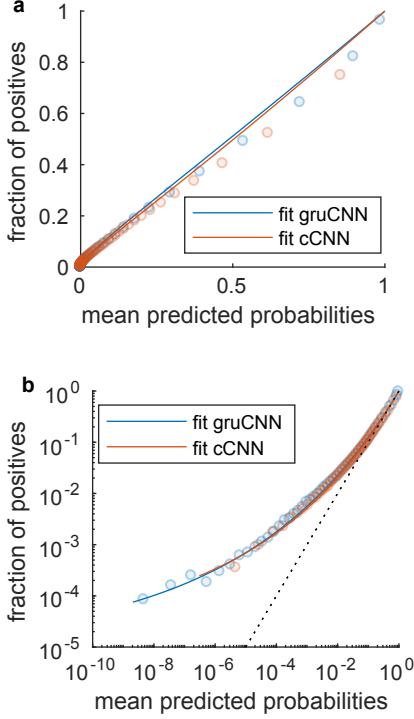 a
1
0.8
0.6
0.4
0.2
0
fraction of positives
fit gruCNN
fit cCNN
0 0.5 1
mean predicted probabilities
b
10^0
10^-1
10^-2
10^-3
10^-4
10^-5
fraction of positives
fit gruCNN
fit cCNN
10^-10 10^-8 10^-6 10^-4 10^-2 10^0
mean predicted probabilities